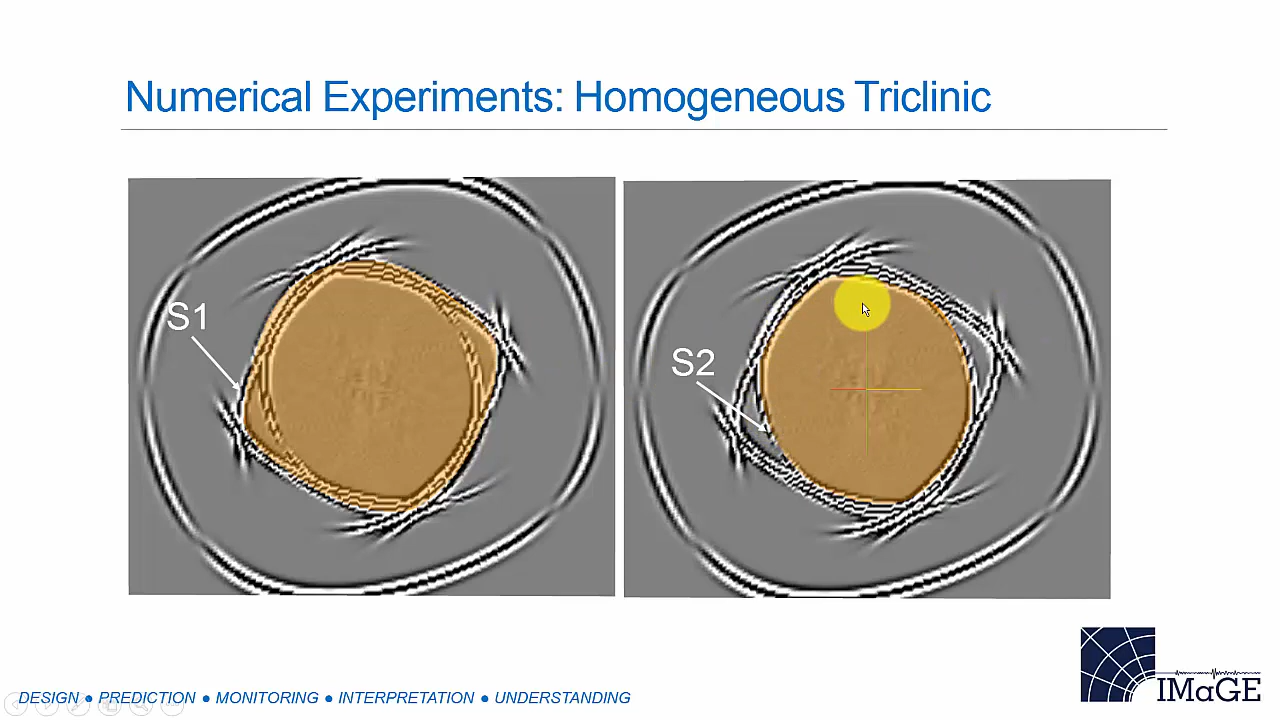 Numerical Experiments: Homogeneous Triclinic
S1
S2
DESIGN ● PREDICTION ● MONITORING ● INTERPRETATION ● UNDERSTANDING
IMaGE